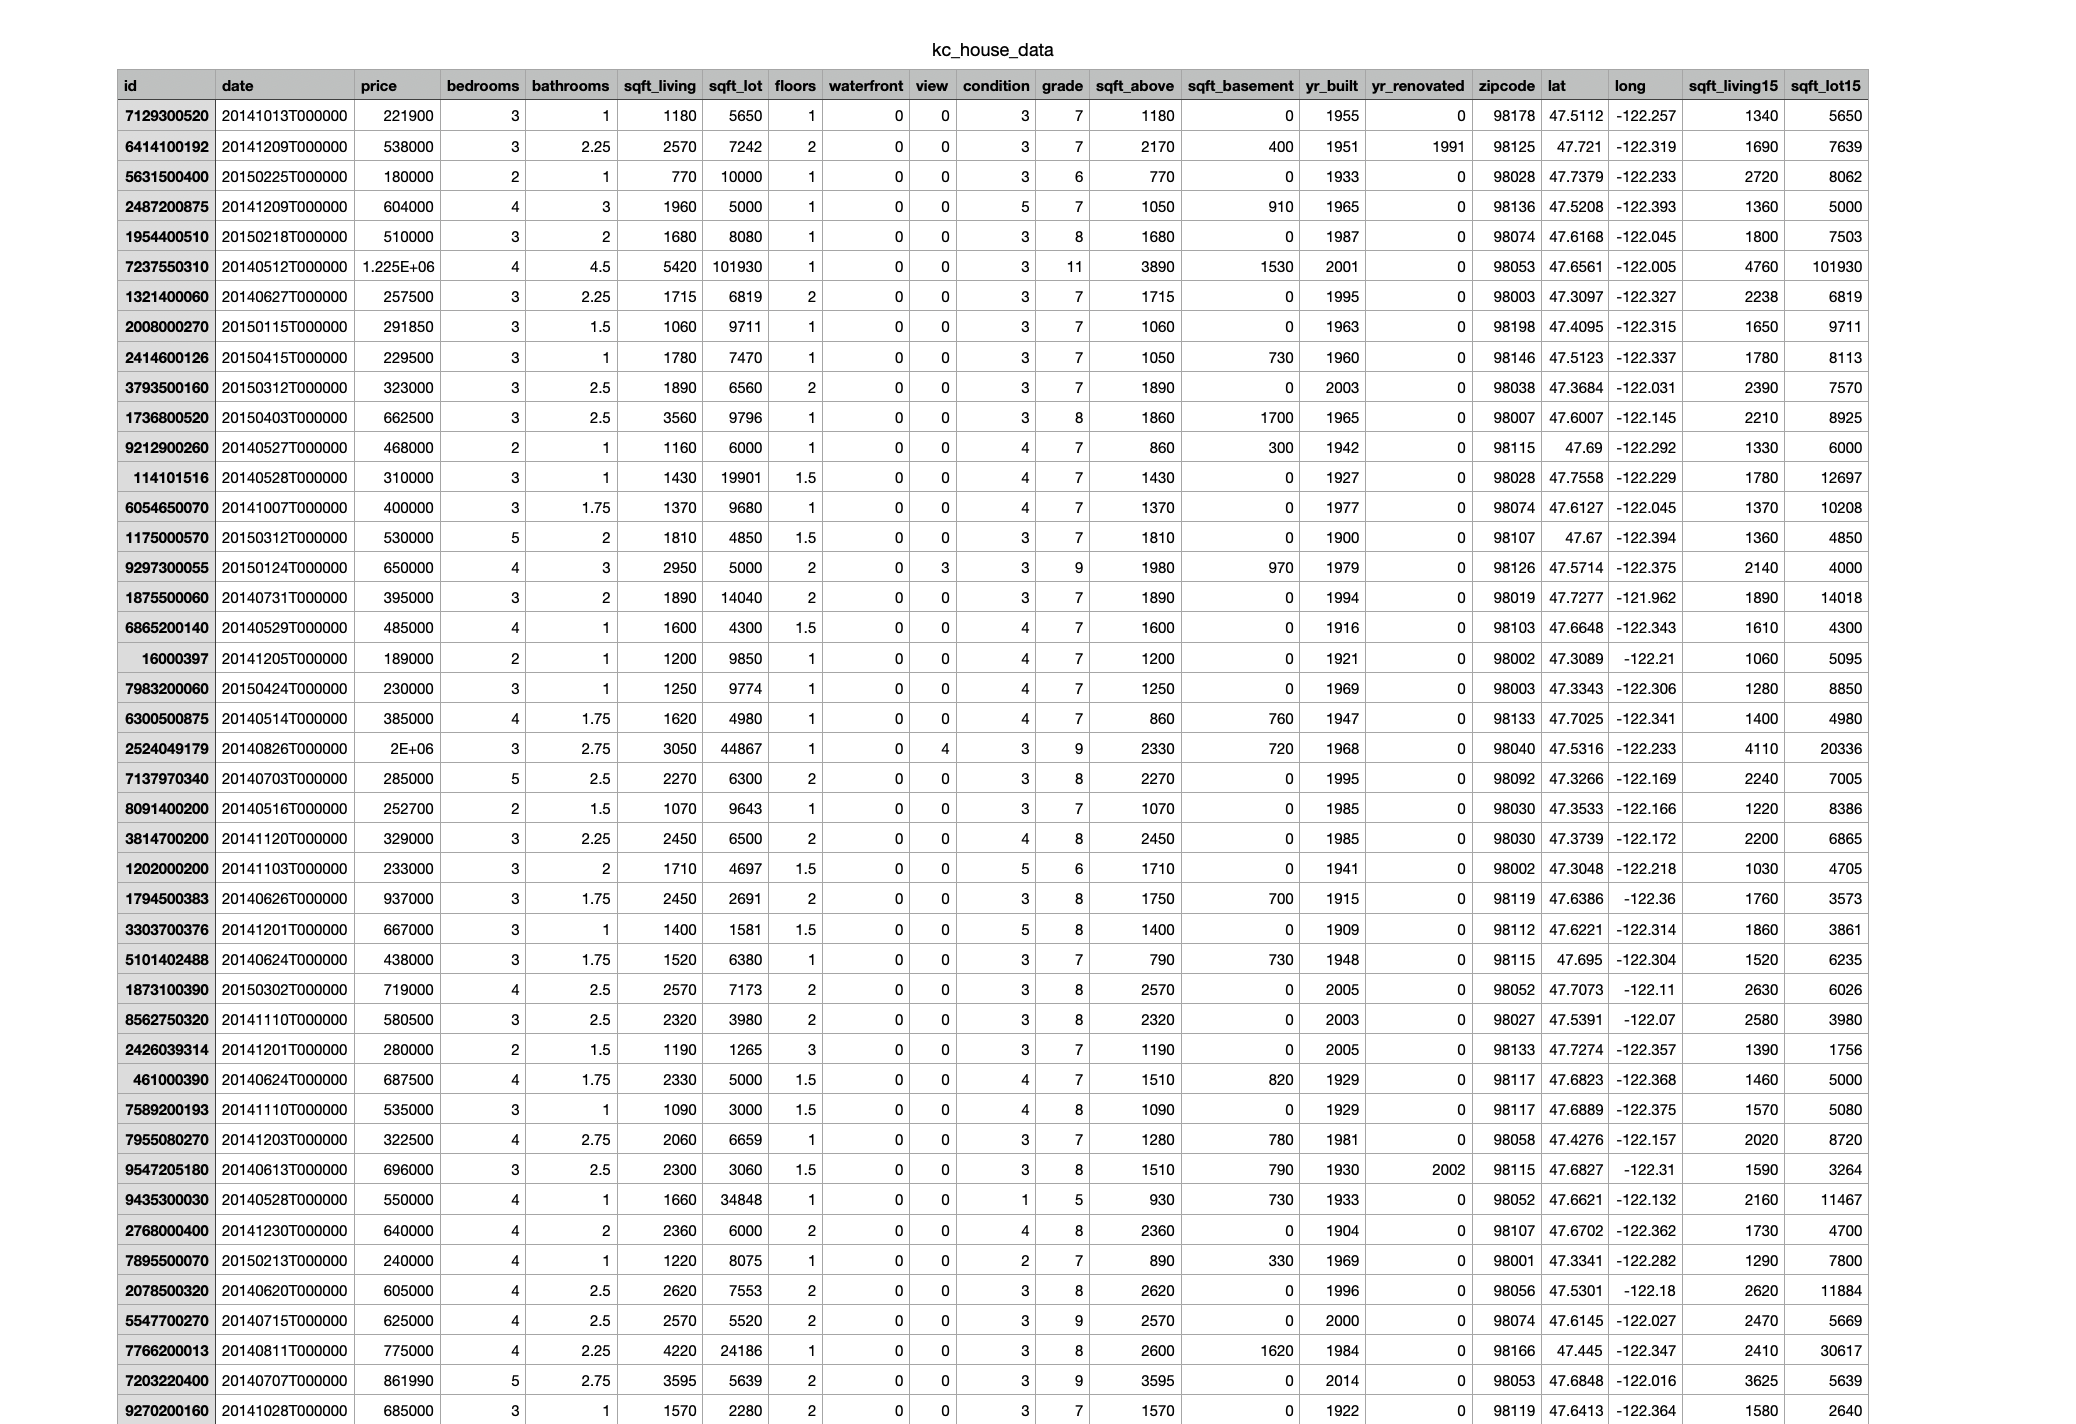 kc_house_data
id date price bedrooms bathrooms sqft_living sqft_lot floors waterfront view condition grade sqft_above sqft_basement yr_built yr_renovated zipcode lat long sqft_living15 sqft_lot15
7129300520 20141013T000000 221900 3 1 1180 5650 1 0 0 3 7 1180 0 1955 0 98178 47.5112 -122.257 1340 5650
6414100192 20141209T000000 538000 3 2.25 2570 7242 2 0 0 3 7 2170 400 1951 1991 98125 47.721 -122.319 1690 7639
5631500400 20150225T000000 180000 2 1 770 10000 1 0 0 3 6 770 0 1933 0 98028 47.7379 -122.233 2720 8062
2487200875 20141209T000000 604000 4 3 1960 5000 1 0 0 5 7 1050 910 1965 0 98136 47.5208 -122.393 1360 5000
1954400510 20150218T000000 510000 3 2 1680 8080 1 0 0 3 8 1680 0 1987 0 98074 47.6168 -122.045 1800 7503
7237550310 20140512T000000 1.225E+06 4 4.5 5420 101930 1 0 0 3 11 3890 1530 2001 0 98053 47.6561 -122.005 4760 101930
1321400060 20140627T000000 257500 3 2.25 1715 6819 2 0 0 3 7 1715 0 1995 0 98003 47.3097 -122.327 2238 6819
2008000270 20150115T000000 291850 3 1.5 1060 9711 1 0 0 3 7 1060 0 1963 0 98198 47.4095 -122.315 1650 9711
2414600126 20150415T000000 229500 3 1 1780 7470 1 0 0 3 7 1050 730 1960 0 98146 47.5123 -122.337 1780 8113
3793500160 20150312T000000 323000 3 2.5 1890 6560 2 0 0 3 7 1890 0 2003 0 98038 47.3684 -122.031 2390 7570
1736800520 20150403T000000 662500 3 2.5 3560 9796 1 0 0 3 8 1860 1700 1965 0 98007 47.6007 -122.145 2210 8925
9212900260 20140527T000000 468000 2 1 1160 6000 1 0 0 4 7 860 300 1942 0 98115 47.69 -122.292 1330 6000
114101516 20140528T000000 310000 3 1 1430 19901 1.5 0 0 4 7 1430 0 1927 0 98028 47.7558 -122.229 1780 12697
6054650070 20141007T000000 400000 3 1.75 1370 9680 1 0 0 4 7 1370 0 1977 0 98074 47.6127 -122.045 1370 10208
1175000570 20150312T000000 530000 5 2 1810 4850 1.5 0 0 3 7 1810 0 1900 0 98107 47.67 -122.394 1360 4850
9297300055 20150124T000000 650000 4 3 2950 5000 2 0 3 3 9 1980 970 1979 0 98126 47.5714 -122.375 2140 4000
1875500060 20140731T000000 395000 3 2 1890 14040 2 0 0 3 7 1890 0 1994 0 98019 47.7277 -121.962 1890 14018
6865200140 20140529T000000 485000 4 1 1600 4300 1.5 0 0 4 7 1600 0 1916 0 98103 47.6648 -122.343 1610 4300
16000397 20141205T000000 189000 2 1 1200 9850 1 0 0 4 7 1200 0 1921 0 98002 47.3089 -122.21 1060 5095
7983200060 20150424T000000 230000 3 1 1250 9774 1 0 0 4 7 1250 0 1969 0 98003 47.3343 -122.306 1280 8850
6300500875 20140514T000000 385000 4 1.75 1620 4980 1 0 0 4 7 860 760 1947 0 98133 47.7025 -122.341 1400 4980
2524049179 20140826T000000 2E+06 3 2.75 3050 44867 1 0 4 3 9 2330 720 1968 0 98040 47.5316 -122.233 4110 20336
7137970340 20140703T000000 285000 5 2.5 2270 6300 2 0 0 3 8 2270 0 1995 0 98092 47.3266 -122.169 2240 7005
8091400200 20140516T000000 252700 2 1.5 1070 9643 1 0 0 3 7 1070 0 1985 0 98030 47.3533 -122.166 1220 8386
3814700200 20141120T000000 329000 3 2.25 2450 6500 2 0 0 4 8 2450 0 1985 0 98030 47.3739 -122.172 2200 6865
1202000200 20141103T000000 233000 3 2 1710 4697 1.5 0 0 5 6 1710 0 1941 0 98002 47.3048 -122.218 1030 4705
1794500383 20140626T000000 937000 3 1.75 2450 2691 2 0 0 3 8 1750 700 1915 0 98119 47.6386 -122.36 1760 3573
3303700376 20141201T000000 667000 3 1 1400 1581 1.5 0 0 5 8 1400 0 1909 0 98112 47.6221 -122.314 1860 3861
5101402488 20140624T000000 438000 3 1.75 1520 6380 1 0 0 3 7 790 730 1948 0 98115 47.695 -122.304 1520 6235
1873100390 20150302T000000 719000 4 2.5 2570 7173 2 0 0 3 8 2570 0 2005 0 98052 47.7073 -122.11 2630 6026
8562750320 20141110T000000 580500 3 2.5 2320 3980 2 0 0 3 8 2320 0 2003 0 98027 47.5391 -122.07 2580 3980
2426039314 20141201T000000 280000 2 1.5 1190 1265 3 0 0 3 7 1190 0 2005 0 98133 47.7274 -122.357 1390 1756
461000390 20140624T000000 687500 4 1.75 2330 5000 1.5 0 0 4 7 1510 820 1929 0 98117 47.6823 -122.368 1460 5000
7589200193 20141110T000000 535000 3 1 1090 3000 1.5 0 0 4 8 1090 0 1929 0 98117 47.6889 -122.375 1570 5080
7955080270 20141203T000000 322500 4 2.75 2060 6659 1 0 0 3 7 1280 780 1981 0 98058 47.4276 -122.157 2020 8720
9547205180 20140613T000000 696000 3 2.5 2300 3060 1.5 0 0 3 8 1510 790 1930 2002 98115 47.6827 -122.31 1590 3264
9435300030 20140528T000000 550000 4 1 1660 34848 1 0 0 1 5 930 730 1933 0 98052 47.6621 -122.132 2160 11467
2768000400 20141230T000000 640000 4 2 2360 6000 2 0 0 4 8 2360 0 1904 0 98107 47.6702 -122.362 1730 4700
7895500070 20150213T000000 240000 4 1 1220 8075 1 0 0 2 7 890 330 1969 0 98001 47.3341 -122.282 1290 7800
2078500320 20140620T000000 605000 4 2.5 2620 7553 2 0 0 3 8 2620 0 1996 0 98056 47.5301 -122.18 2620 11884
5547700270 20140715T000000 625000 4 2.5 2570 5520 2 0 0 3 9 2570 0 2000 0 98074 47.6145 -122.027 2470 5669
7766200013 20140811T000000 775000 4 2.25 4220 24186 1 0 0 3 8 2600 1620 1984 0 98166 47.445 -122.347 2410 30617
7203220400 20140707T000000 861990 5 2.75 3595 5639 2 0 0 3 9 3595 0 2014 0 98053 47.6848 -122.016 3625 5639
9270200160 20141028T000000 685000 3 1 1570 2280 2 0 0 3 7 1570 0 1922 0 98119 47.6413 -122.364 1580 2640